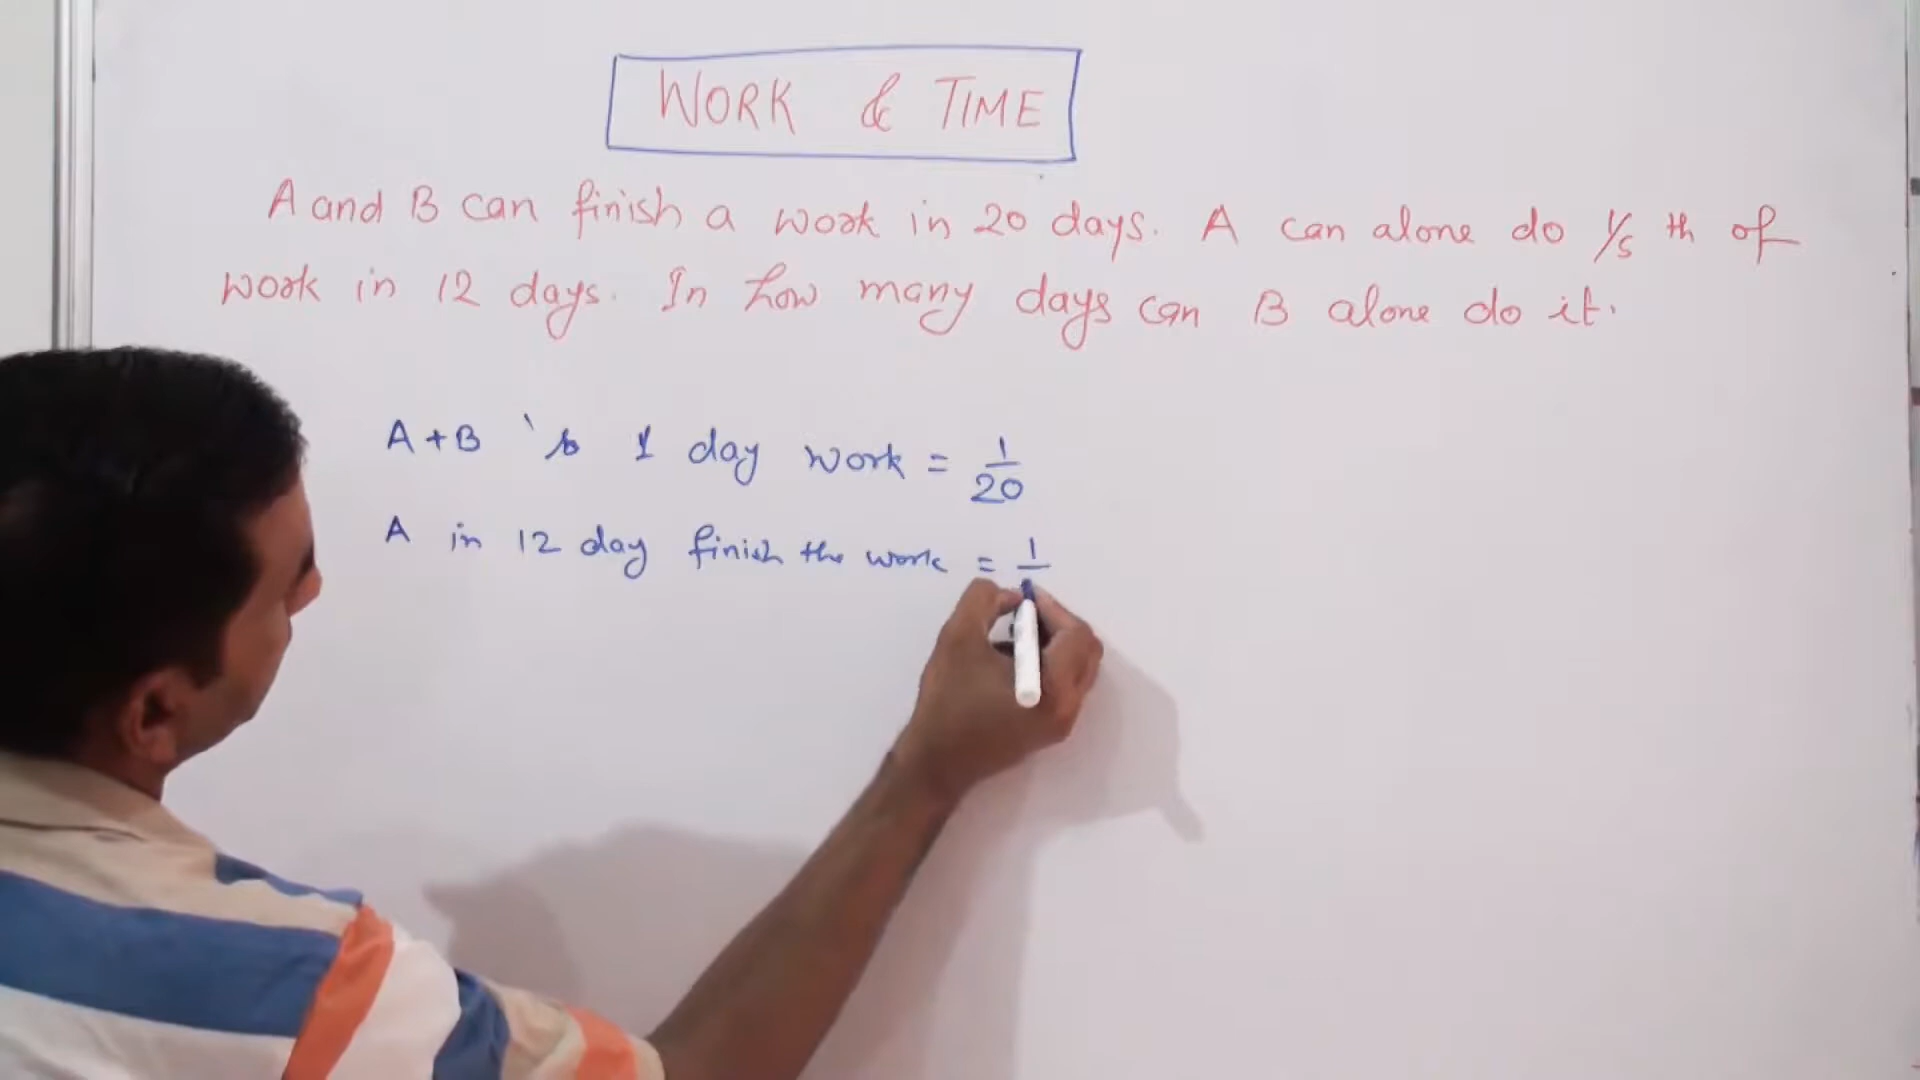 WORK & TIME
A and B can finish a work in 20 days. A can alone do 1/5 th of
work in 12 days. In how many days can B alone do it.
A+B 's 1 day work = 1/20
A in 12 day finish the work = 1/